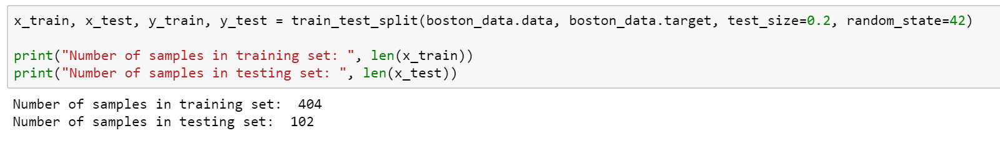 x_train, x_test, y_train, y_test = train_test_split(boston_data.data, boston_data.target, test_size=0.2, random_state=42)
print("Number of samples in training set: ", len(x_train))
print("Number of samples in testing set: ", len(x_test))
Number of samples in training set:  404
Number of samples in testing set:  102